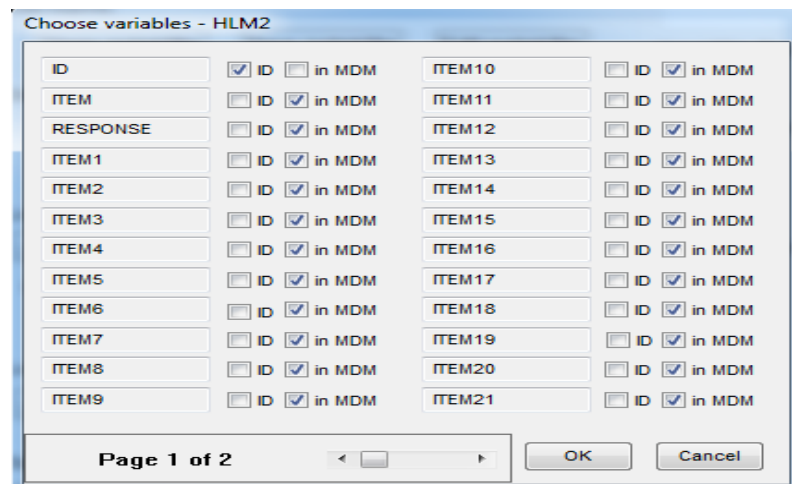 Choose variables - HLM2
ID ID in MDM ITEM10 ID in MDM
ITEM ID in MDM ITEM11 ID in MDM
RESPONSE ID in MDM ITEM12 ID in MDM
ITEM1 ID in MDM ITEM13 ID in MDM
ITEM2 ID in MDM ITEM14 ID in MDM
ITEM3 ID in MDM ITEM15 ID in MDM
ITEM4 ID in MDM ITEM16 ID in MDM
ITEM5 ID in MDM ITEM17 ID in MDM
ITEM6 ID in MDM ITEM18 ID in MDM
ITEM7 ID in MDM ITEM19 ID in MDM
ITEM8 ID in MDM ITEM20 ID in MDM
ITEM9 ID in MDM ITEM21 ID in MDM
Page 1 of 2 OK Cancel